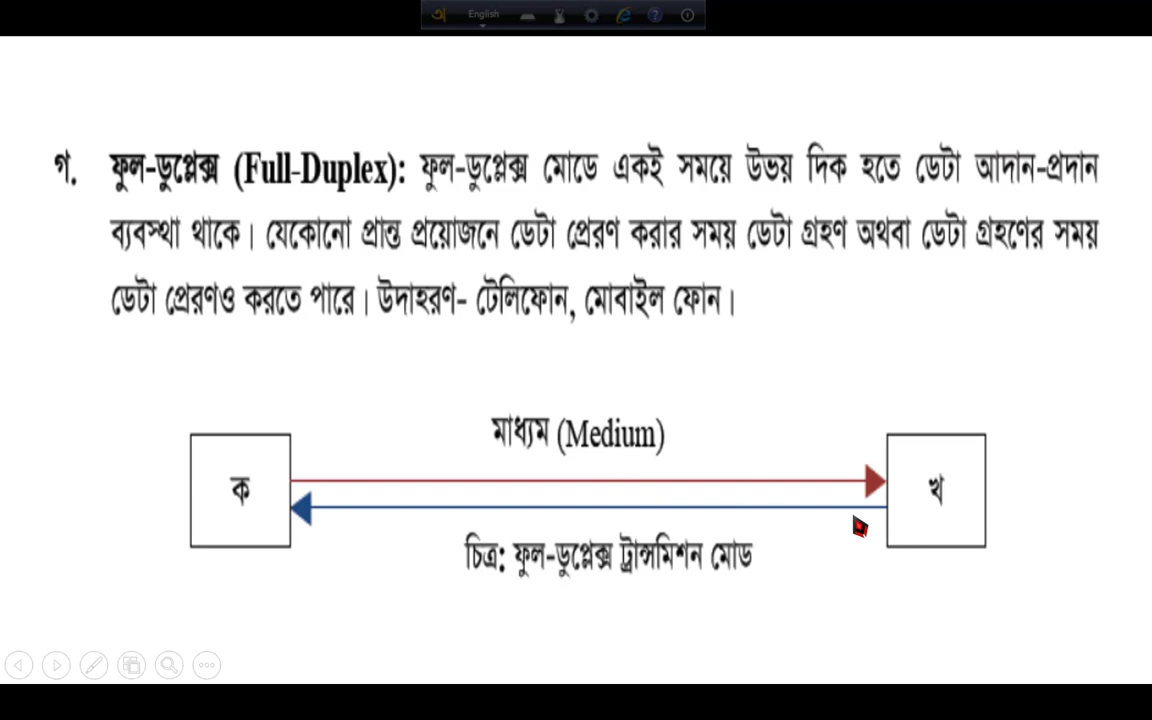 English
গ. ফুল-ডুপ্লেক্স (Full-Duplex): ফুল-ডুপ্লেক্স মোডে একই সময়ে উভয় দিক হতে ডেটা আদান-প্রদান
ব্যবস্থা থাকে। যেকোনো প্রান্ত প্রয়োজনে ডেটা প্রেরণ করার সময় ডেটা গ্রহণ অথবা ডেটা গ্রহণের সময়
ডেটা প্রেরণও করতে পারে। উদাহরণ- টেলিফোন, মোবাইল ফোন।
মাধ্যম (Medium)
ক
খ
চিত্র: ফুল-ডুপ্লেক্স ট্রান্সমিশন মোড